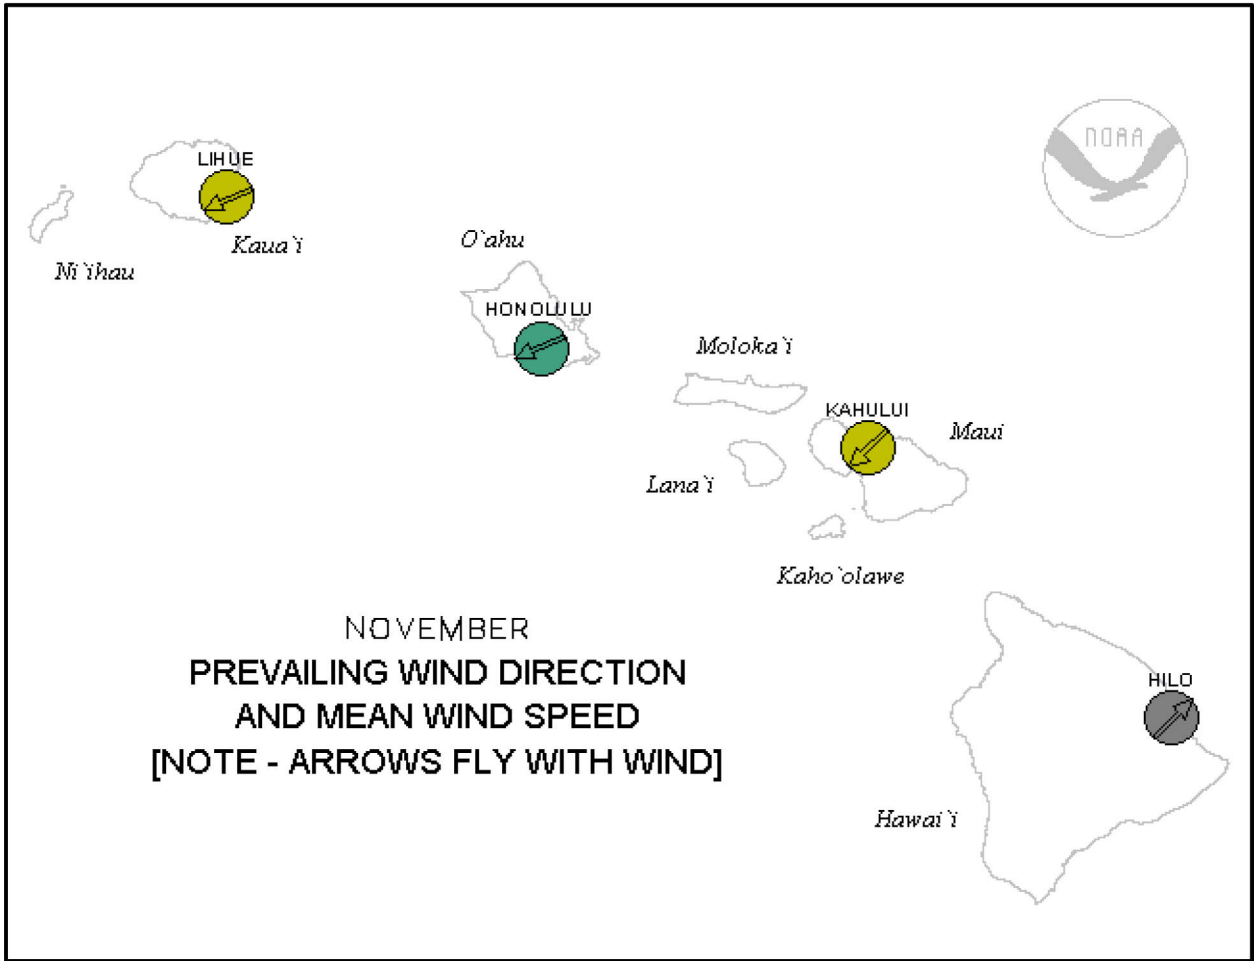 NOAA
LIHUE
Kaua`i
Ni`ihau
O`ahu
HONOLULU
Moloka`i
KAHULUI
Maui
Lana`i
Kaho`olawe
NOVEMBER
PREVAILING WIND DIRECTION
AND MEAN WIND SPEED
[NOTE - ARROWS FLY WITH WIND]
HILO
Hawai`i